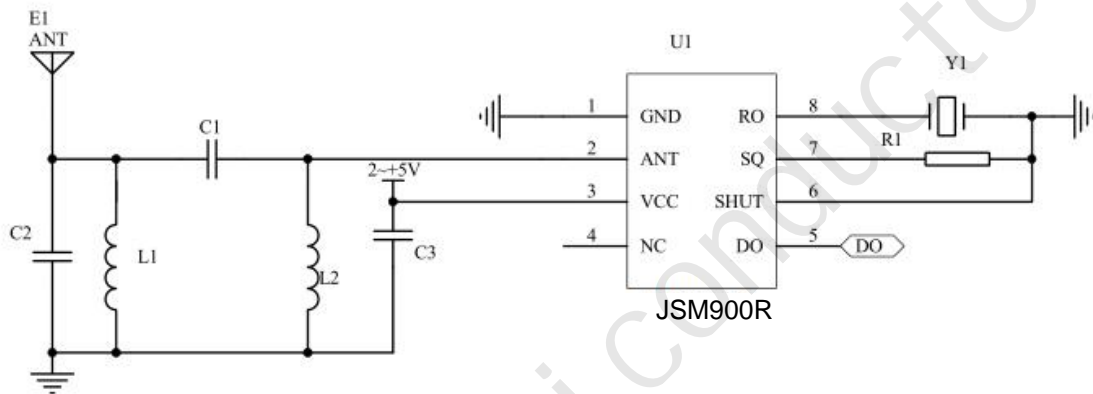 E1
ANT
U1
Y1
C1
C2
L1
L2
2~+5V
C3
1
GND
2
ANT
3
VCC
4
NC
RO
8
SQ
7
R1
SHUT
6
DO
5
DO
JSM900R
i conducto